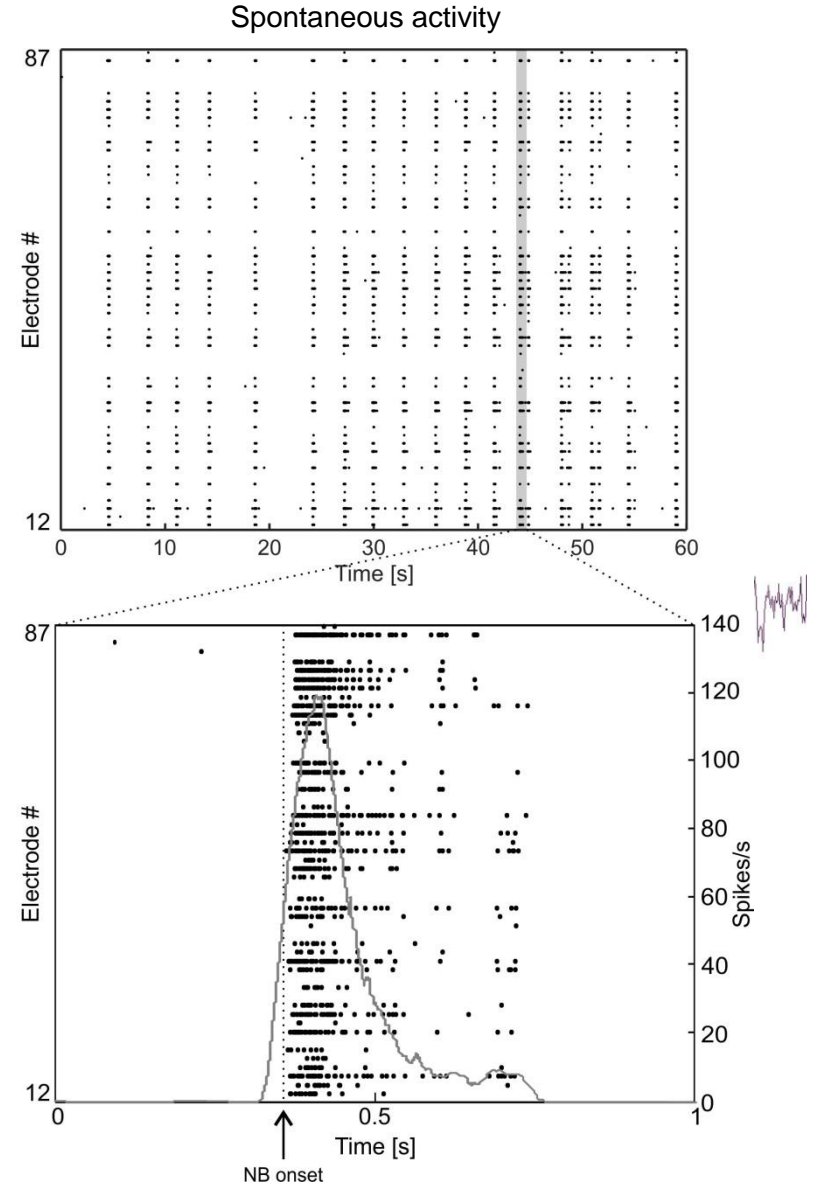 Spontaneous activity
87
Electrode #
12
0 10 20 30 40 50 60
Time [s]
87
140
120
100
80
60
40
20
0
Electrode #
Spikes/s
12
0 0.5 1
Time [s]
NB onset